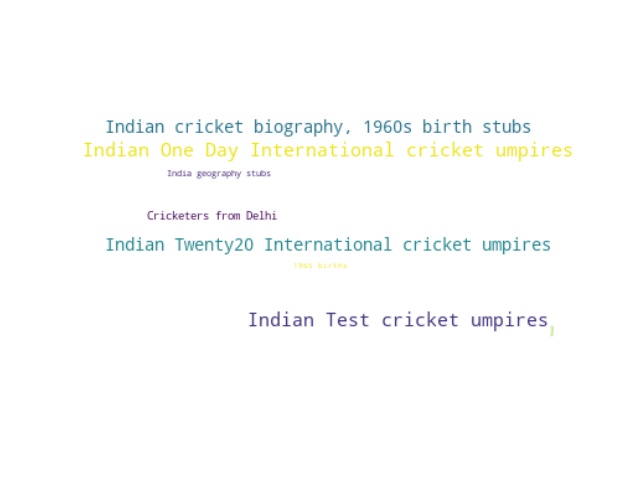 Indian cricket biography, 1960s birth stubs
Indian One Day International cricket umpires
India geography stubs
Cricketers from Delhi
Indian Twenty20 International cricket umpires
1965 births
Indian Test cricket umpires